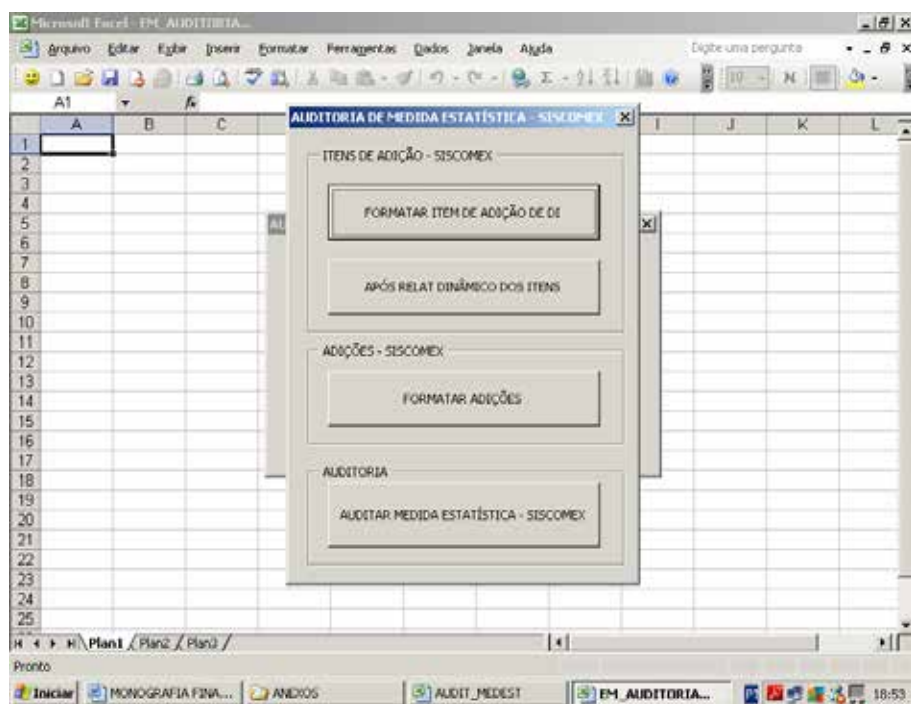 Microsoft Excel - EM_AUDITORIA...
Arquivo Editar Exibir Inserir Formatar Ferragentas Dados Janela Ajuda
Digite uma pergunta
10
N
A1
fx
A B C I J K L
AUDITORIA DE MEDIDA ESTATÍSTICA - SISCOMEX
ITENS DE ADIÇÃO - SISCOMEX
FORMATAR ITEM DE ADIÇÃO DE DI
APÓS RELAT DINÂMICO DOS ITENS
ADIÇÕES - SISCOMEX
FORMATAR ADIÇÕES
AUDITORIA
AUDITAR MEDIDA ESTATÍSTICA - SISCOMEX
1
2
3
4
5
6
7
8
9
10
11
12
13
14
15
16
17
18
19
20
21
22
23
24
25
Plan1 / Plan2 / Plan3 /
Pronto
Iniciar
MONOGRAFIA FINA...
ANEXOS
AUDIT_MEDEST
EM_AUDITORIA...
18:53